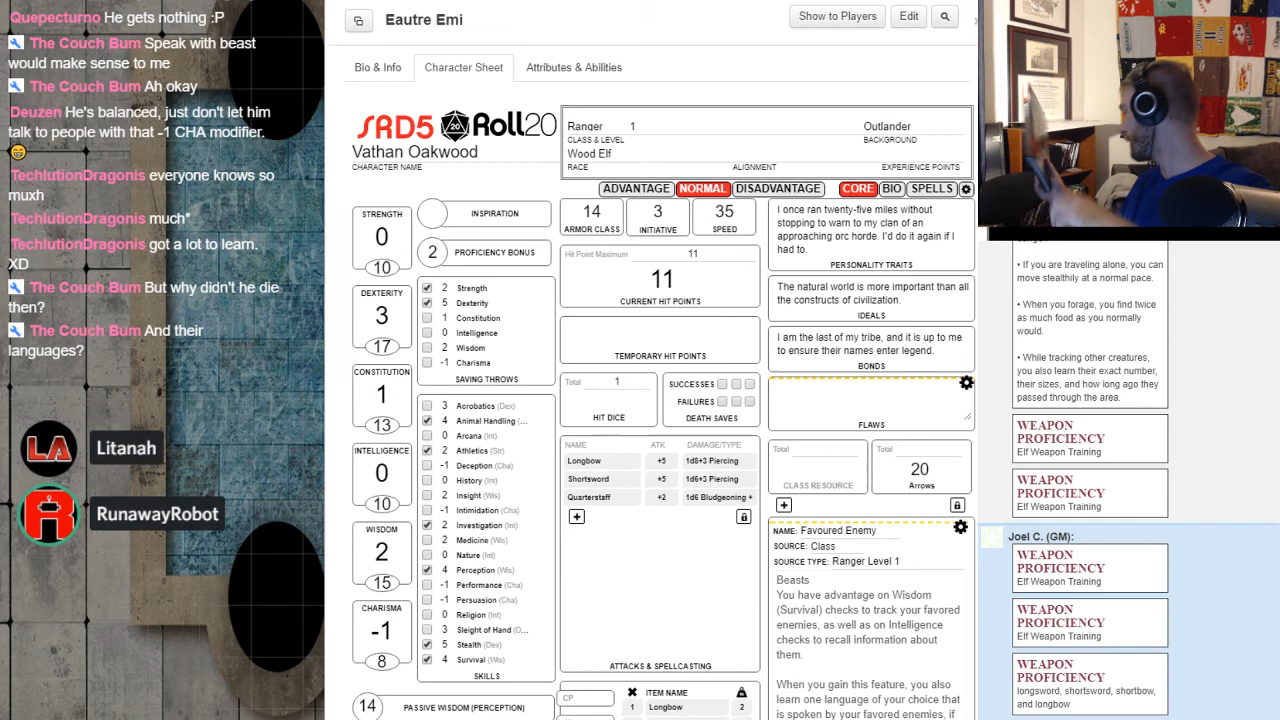 Quepecturno He gets nothing :P
The Couch Bum Speak with beast
would make sense to me
The Couch Bum Ah okay
Deuzen He's balanced, just don't let him
talk to people with that -1 CHA modifier.
TechlutionDragonis everyone knows so
muxh
TechlutionDragonis much*
TechlutionDragonis got a lot to learn.
XD
The Couch Bum But why didn't he die
then?
The Couch Bum And their
languages?
LA Litanah
R RunawayRobot
Eautre Emi
Show to Players
Edit
Bio & Info
Character Sheet
Attributes & Abilities
SRD5 20 Roll20
Vathan Oakwood
CHARACTER NAME
Ranger 1
Outlander
CLASS & LEVEL
BACKGROUND
Wood Elf
RACE
ALIGNMENT
EXPERIENCE POINTS
ADVANTAGE NORMAL DISADVANTAGE
CORE BIO SPELLS
STRENGTH
0
10
DEXTERITY
3
17
CONSTITUTION
1
13
INTELLIGENCE
0
10
WISDOM
2
15
CHARISMA
-1
8
INSPIRATION
2 PROFICIENCY BONUS
2 Strength
5 Dexterity
1 Constitution
0 Intelligence
2 Wisdom
-1 Charisma
SAVING THROWS
3 Acrobatics (Dex)
4 Animal Handling (...
0 Arcana (Int)
2 Athletics (Str)
-1 Deception (Cha)
0 History (Int)
2 Insight (Wis)
-1 Intimidation (Cha)
2 Investigation (Int)
2 Medicine (Wis)
0 Nature (Int)
4 Perception (Wis)
-1 Performance (Cha)
-1 Persuasion (Cha)
0 Religion (Int)
3 Sleight of Hand (D...
5 Stealth (Dex)
4 Survival (Wis)
SKILLS
14 PASSIVE WISDOM (PERCEPTION)
14
ARMOR CLASS
3
INITIATIVE
35
SPEED
Hit Point Maximum 11
11
CURRENT HIT POINTS
TEMPORARY HIT POINTS
Total 1
HIT DICE
SUCCESSES
FAILURES
DEATH SAVES
NAME ATK DAMAGE/TYPE
Longbow +5 1d8+3 Piercing
Shortsword +5 1d6+3 Piercing
Quarterstaff +2 1d6 Bludgeoning +
+
ATTACKS & SPELLCASTING
CP
ITEM NAME
1 Longbow 2
I once ran twenty-five miles without
stopping to warn to my clan of an
approaching orc horde. I'd do it again if I
had to.
PERSONALITY TRAITS
The natural world is more important than all
the constructs of civilization.
IDEALS
I am the last of my tribe, and it is up to me
to ensure their names enter legend.
BONDS
FLAWS
Total
CLASS RESOURCE
Total
20
Arrows
+
NAME: Favoured Enemy
SOURCE: Class
SOURCE TYPE: Ranger Level 1
Beasts
You have advantage on Wisdom
(Survival) checks to track your favored
enemies, as well as on Intelligence
checks to recall information about
them.
When you gain this feature, you also
learn one language of your choice
that is spoken by your favored enemies, if
• If you are traveling alone, you can
move stealthily at a normal pace.
• When you forage, you find twice
as much food as you normally
would.
• While tracking other creatures,
you also learn their exact number,
their sizes, and how long ago they
passed through the area.
WEAPON
PROFICIENCY
Elf Weapon Training
WEAPON
PROFICIENCY
Elf Weapon Training
Joel C. (GM):
WEAPON
PROFICIENCY
Elf Weapon Training
WEAPON
PROFICIENCY
Elf Weapon Training
WEAPON
PROFICIENCY
longsword, shortsword, shortbow,
and longbow